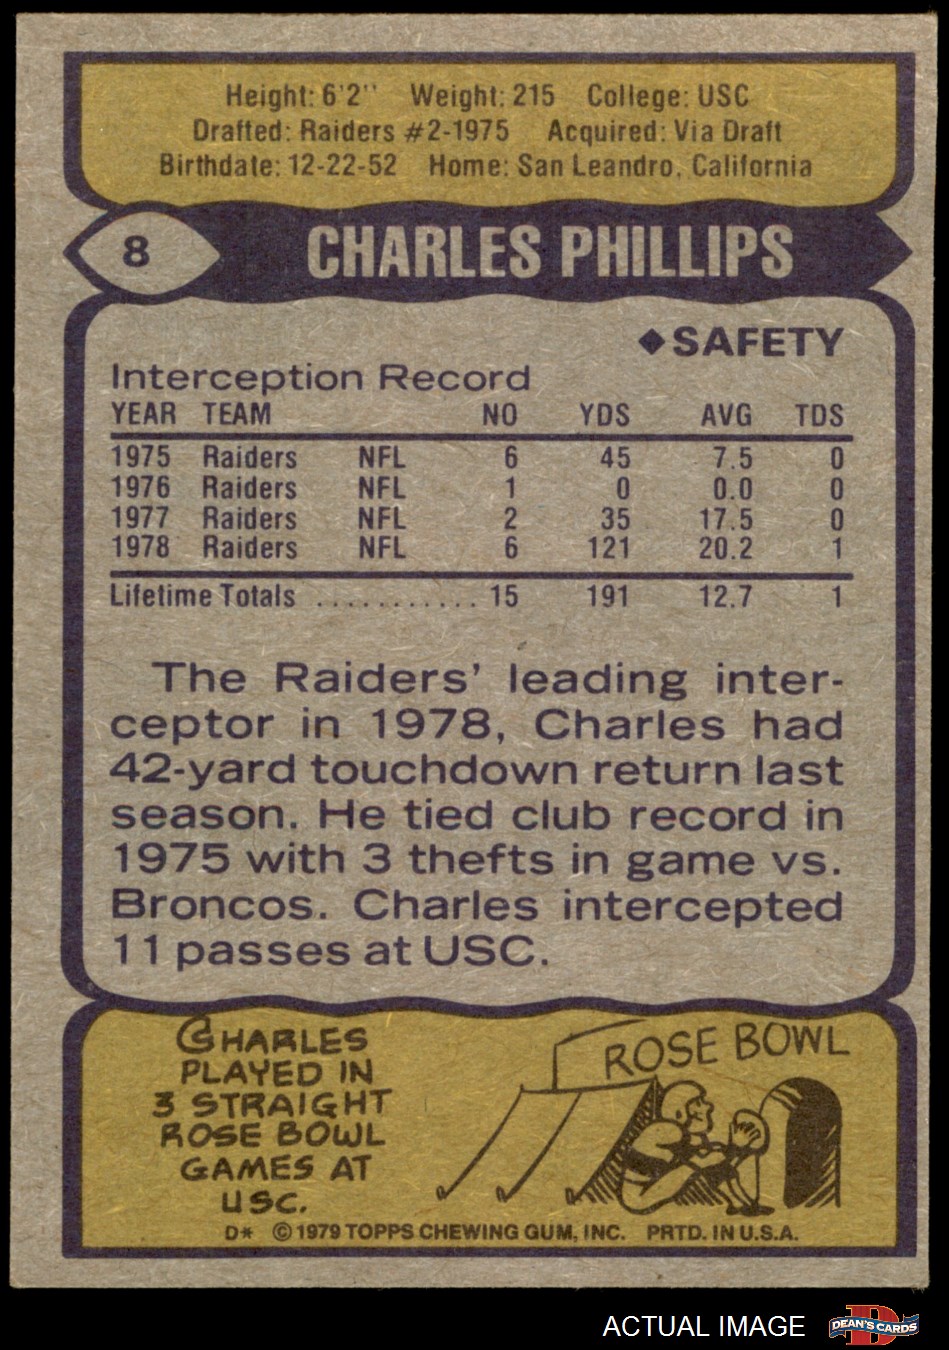 Height: 6'2'' Weight: 215 College: USC
Drafted: Raiders #2-1975 Acquired: Via Draft
Birthdate: 12-22-52 Home: San Leandro, California
8 CHARLES PHILLIPS
◆SAFETY
Interception Record
YEAR TEAM NO YDS AVG TDS
1975 Raiders NFL 6 45 7.5 0
1976 Raiders NFL 1 0 0.0 0
1977 Raiders NFL 2 35 17.5 0
1978 Raiders NFL 6 121 20.2 1
Lifetime Totals ........... 15 191 12.7 1
The Raiders' leading inter-
ceptor in 1978, Charles had
42-yard touchdown return last
season. He tied club record in
1975 with 3 thefts in game vs.
Broncos. Charles intercepted
11 passes at USC.
CHARLES
PLAYED IN
3 STRAIGHT
ROSE BOWL
GAMES AT
USC.
ROSE BOWL
D* © 1979 TOPPS CHEWING GUM, INC. PRTD. IN U.S.A.
ACTUAL IMAGE
D
DEAN'S CARDS